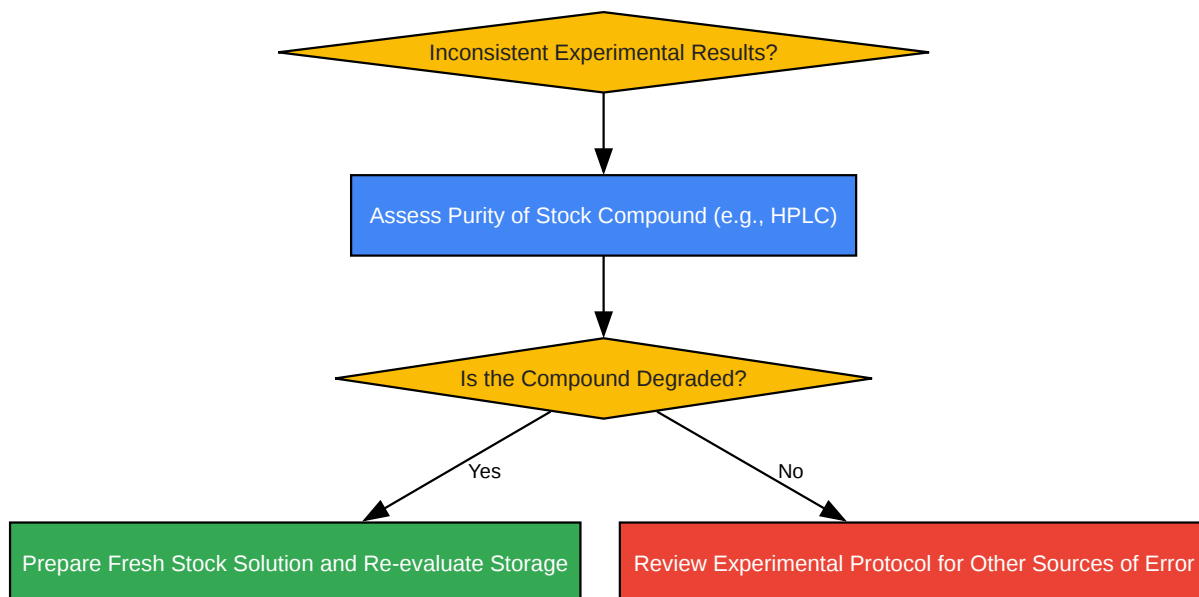 Inconsistent Experimental Results?
Assess Purity of Stock Compound (e.g., HPLC)
Is the Compound Degraded?
Yes
No
Prepare Fresh Stock Solution and Re-evaluate Storage
Review Experimental Protocol for Other Sources of Error